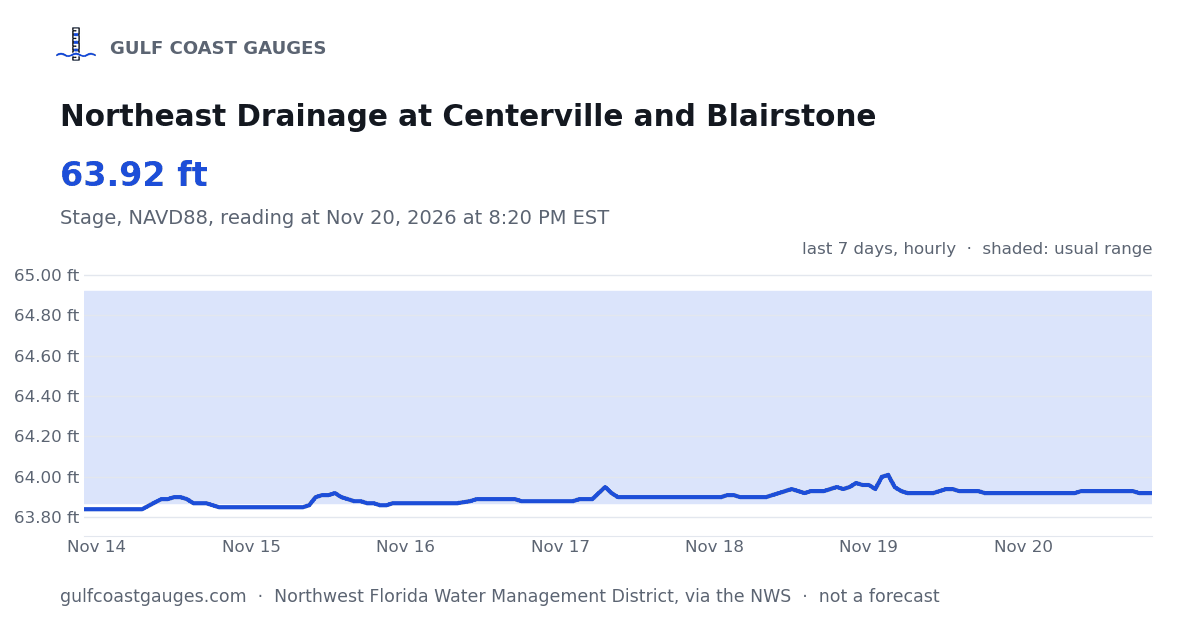 GULF COAST GAUGES
Northeast Drainage at Centerville and Blairstone
63.92 ft
Stage, NAVD88, reading at Nov 20, 2026 at 8:20 PM EST
last 7 days, hourly · shaded: usual range
65.00 ft
64.80 ft
64.60 ft
64.40 ft
64.20 ft
64.00 ft
63.80 ft
Nov 14 Nov 15 Nov 16 Nov 17 Nov 18 Nov 19 Nov 20
gulfcoastgauges.com · Northwest Florida Water Management District, via the NWS · not a forecast